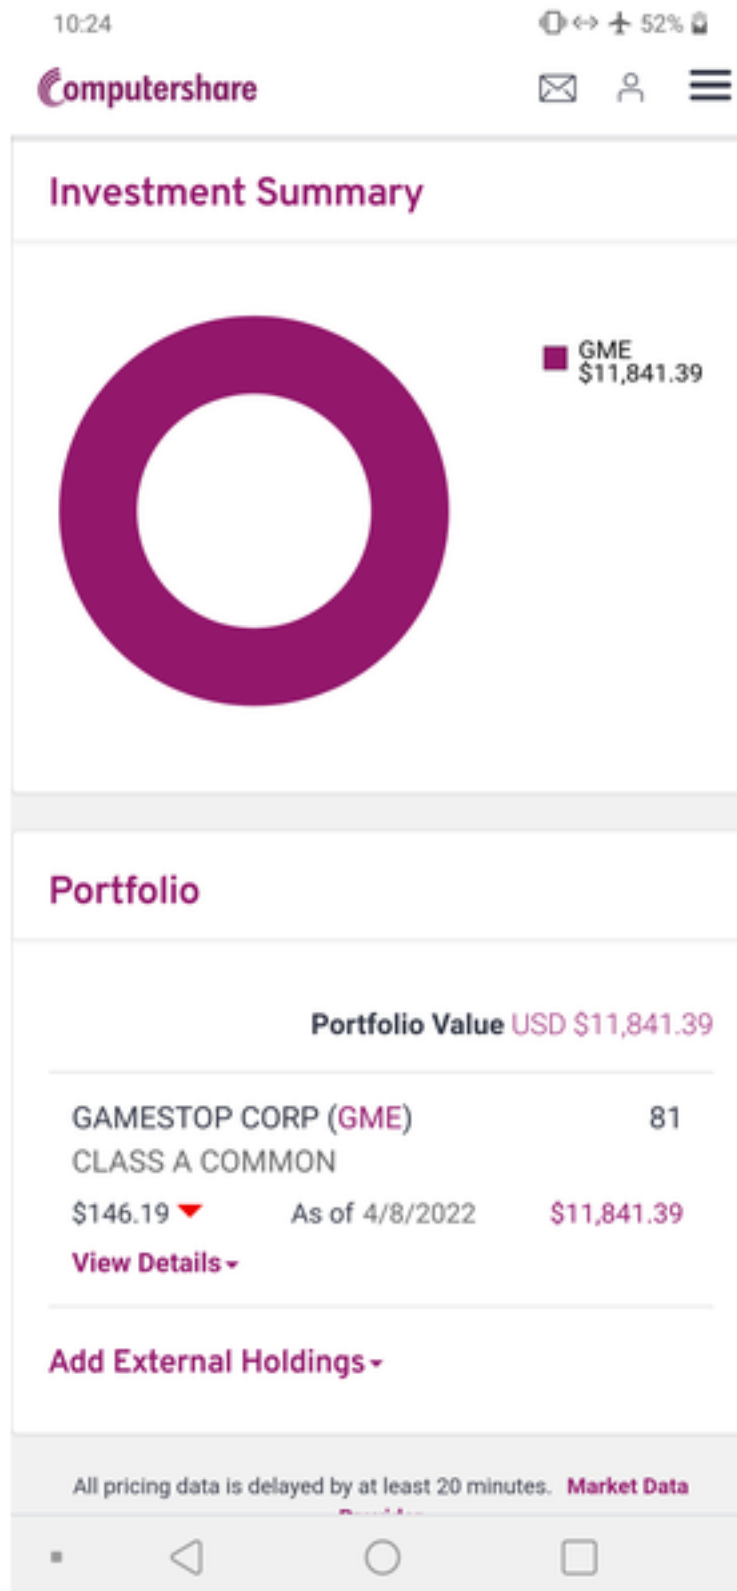 10:24 52%
Computershare
Investment Summary
GME
$11,841.39
Portfolio
Portfolio Value USD $11,841.39
GAMESTOP CORP (GME) 81
CLASS A COMMON
$146.19 As of 4/8/2022 $11,841.39
View Details
Add External Holdings
All pricing data is delayed by at least 20 minutes. Market Data